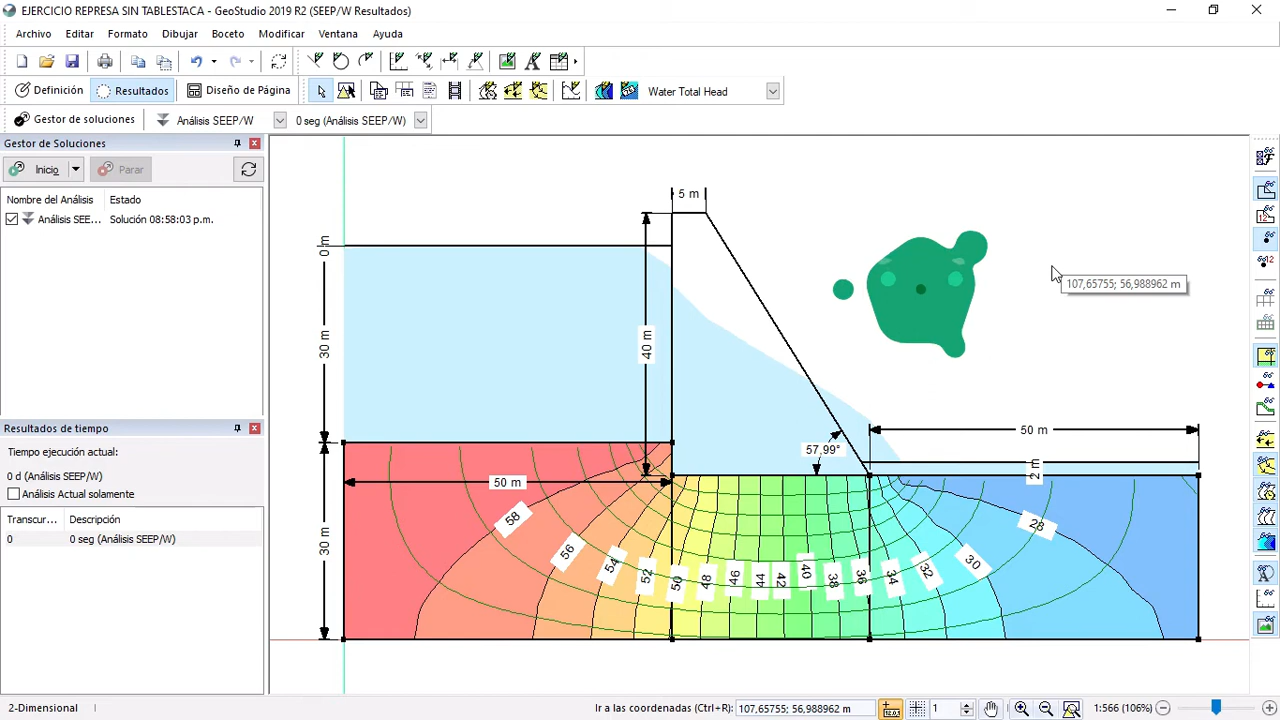 EJERCICIO REPRESA SIN TABLESTACA - GeoStudio 2019 R2 (SEEP/W Resultados)
Archivo Editar Formato Dibujar Boceto Modificar Ventana Ayuda
Definición Resultados Diseño de Página Water Total Head
Gestor de soluciones Análisis SEEP/W 0 seg (Análisis SEEP/W)
Gestor de Soluciones
Inicio Parar
Nombre del Análisis Estado
Análisis SEE... Solución 08:58:03 p.m.
Resultados de tiempo
Tiempo ejecución actual:
0 d (Análisis SEEP/W)
Análisis Actual solamente
Transcur... Descripción
0 0 seg (Análisis SEEP/W)
5 m
0 m
107,65755; 56,988962 m
30 m
40 m
57,99°
50 m
2 m
50 m
30 m
58 56 54 52 50 48 46 44 42 40 38 36 34 32 30 28
2-Dimensional Ir a las coordenadas (Ctrl+R): 107,65755; 56,988962 m 1 1:566 (106%)